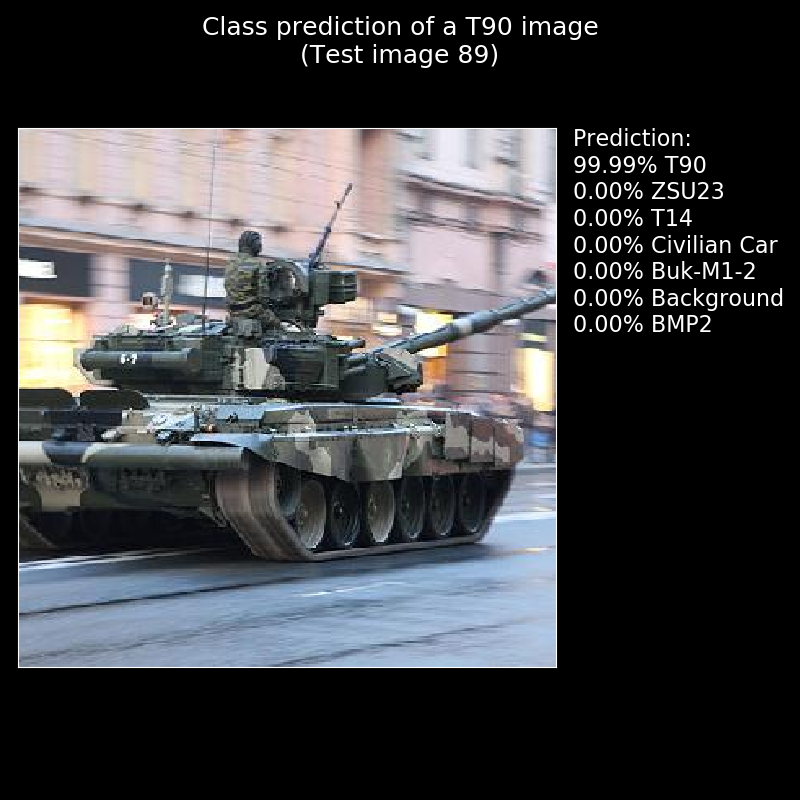 Class prediction of a T90 image
(Test image 89)
Prediction:
99.99% T90
0.00% ZSU23
0.00% T14
0.00% Civilian Car
0.00% Buk-M1-2
0.00% Background
0.00% BMP2